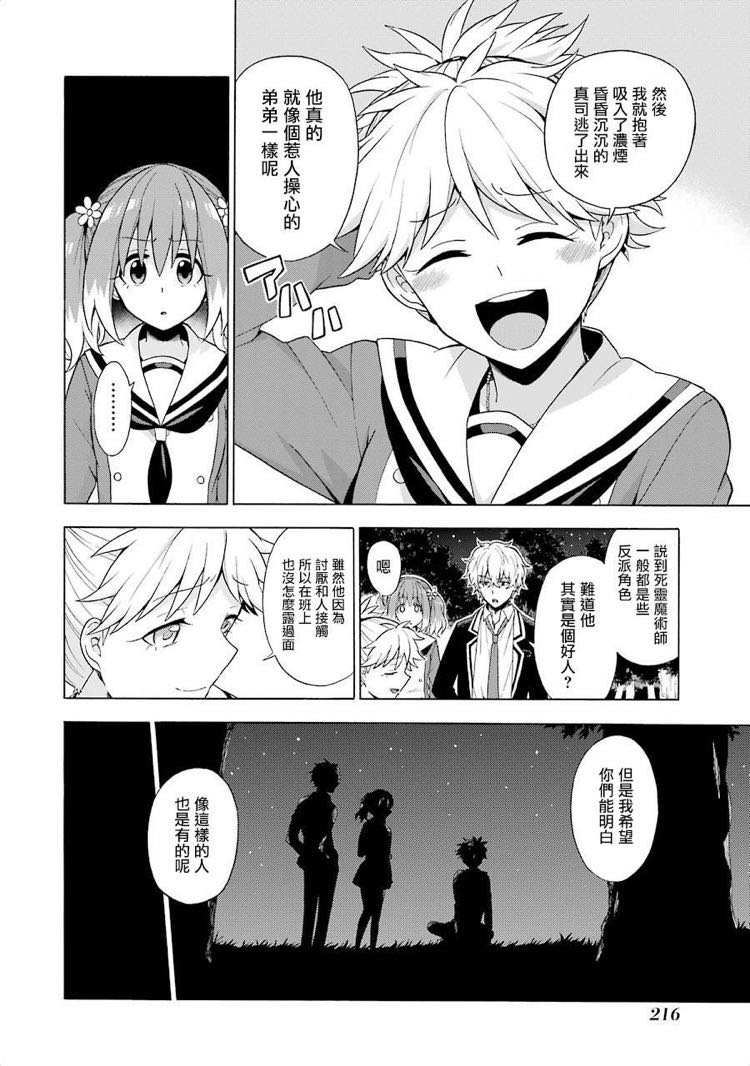 然後
我就抱著
吸入了濃煙
昏昏沉沉的
真司逃了出來
他真的
就像個惹人操心的
弟弟一樣呢
アハハ
………
說到死靈魔術師
一般都是些
反派角色
難道他
其實是個好人？
嗯
雖然他因為
討厭和人接觸
所以在班上
也沒怎麼露過面
但是我希望
你們能明白
像這樣的人
也是有的呢
216